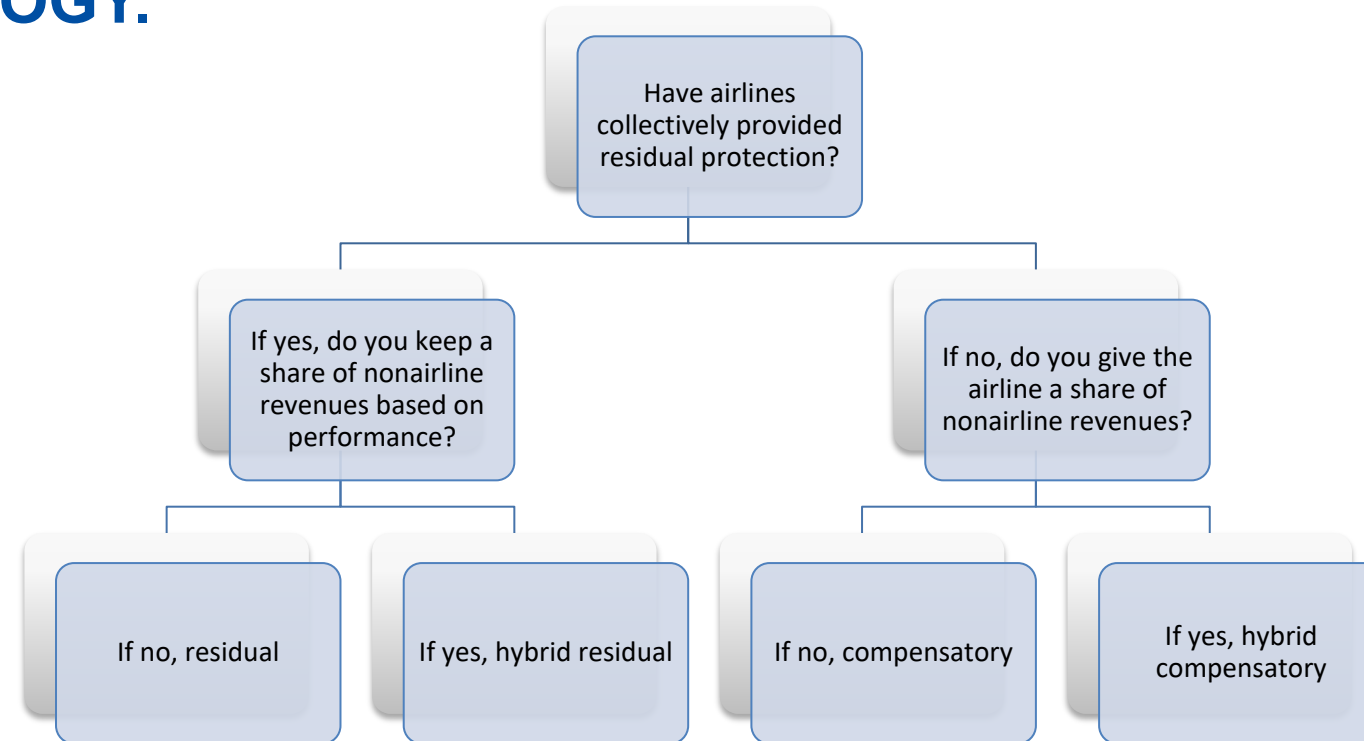 OGY.
Have airlines
collectively provided
residual protection?
If yes, do you keep a
share of nonairline
revenues based on
performance?
If no, do you give the
airline a share of
nonairline revenues?
If no, residual
If yes, hybrid residual
If no, compensatory
If yes, hybrid
compensatory